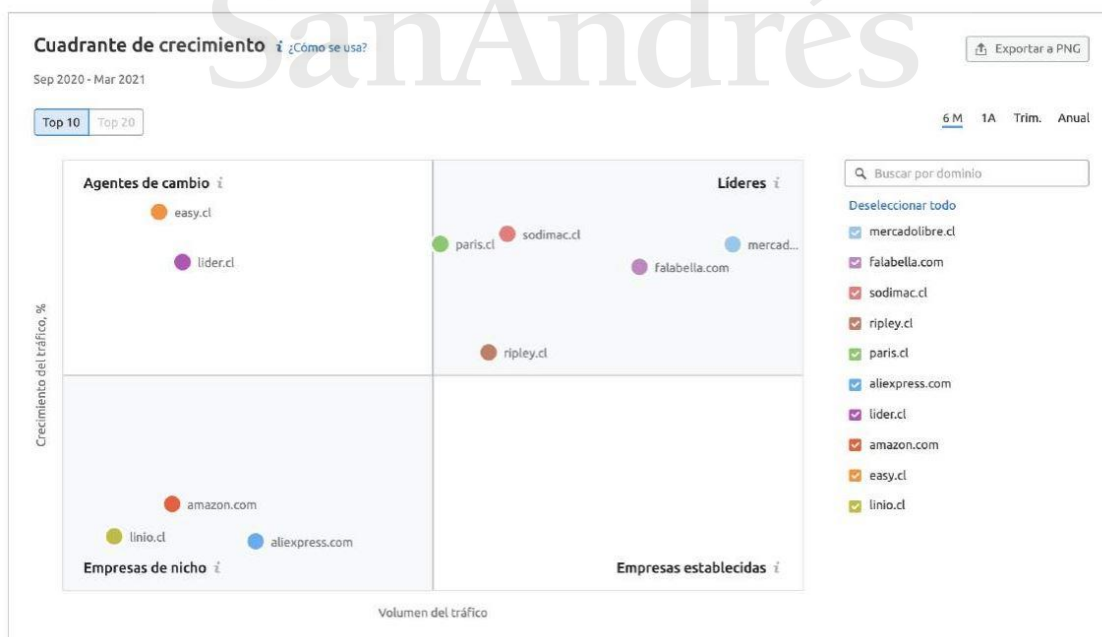 SanAndrés
Cuadrante de crecimiento i ¿Cómo se usa?
Exportar a PNG
Sep 2020 - Mar 2021
Top 10 Top 20
6 M 1A Trim. Anual
Agentes de cambio i
Líderes i
easy.cl
lider.cl
paris.cl
sodimac.cl
mercad...
falabella.com
ripley.cl
Crecimiento del tráfico, %
amazon.com
linio.cl
aliexpress.com
Empresas de nicho i
Empresas establecidas i
Volumen del tráfico
Buscar por dominio
Deseleccionar todo
mercadolibre.cl
falabella.com
sodimac.cl
ripley.cl
paris.cl
aliexpress.com
lider.cl
amazon.com
easy.cl
linio.cl